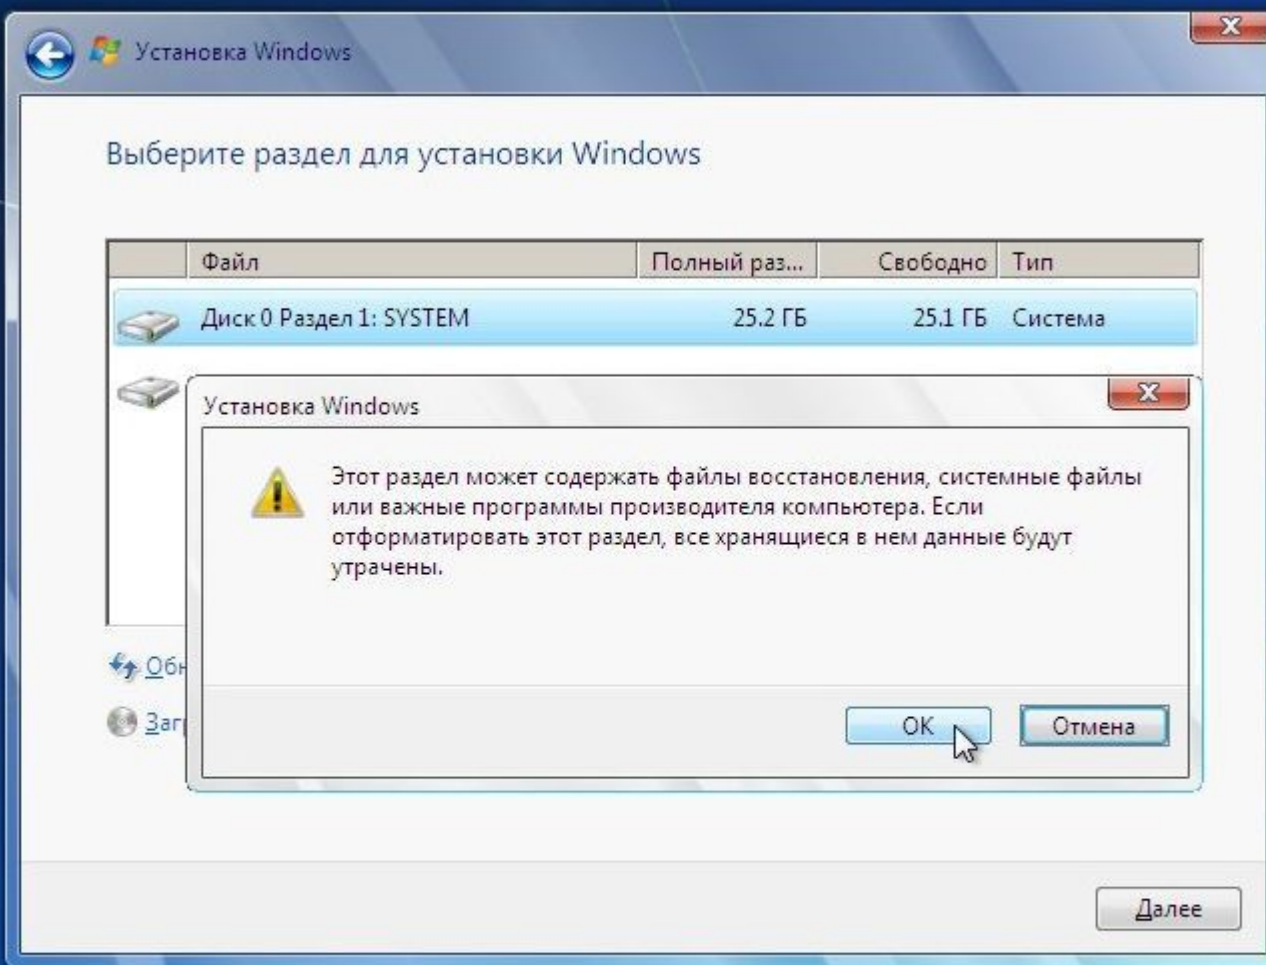 Установка Windows
Выберите раздел для установки Windows
Файл Полный раз... Свободно Тип
Диск 0 Раздел 1: SYSTEM 25.2 ГБ 25.1 ГБ Система
Установка Windows
Этот раздел может содержать файлы восстановления, системные файлы
или важные программы производителя компьютера. Если
отформатировать этот раздел, все хранящиеся в нем данные будут
утрачены.
OK Отмена
Далее